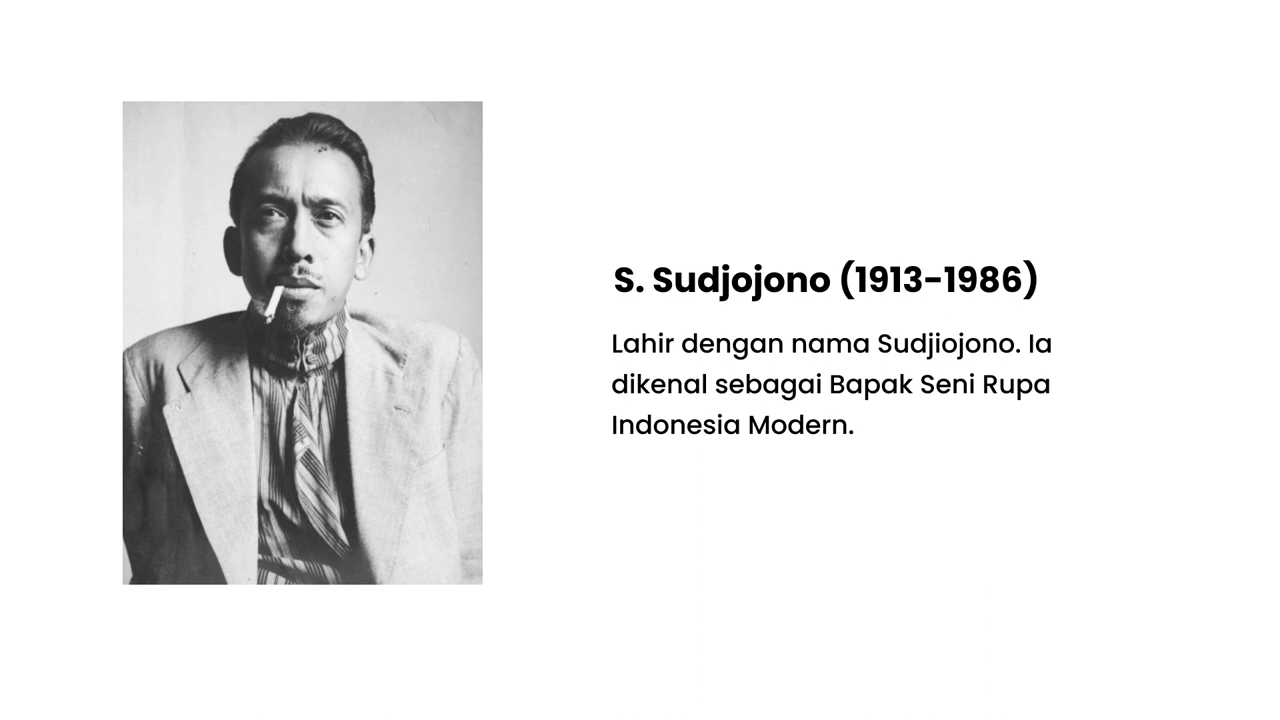 S. Sudjojono (1913-1986)
Lahir dengan nama Sudjiojono. Ia
dikenal sebagai Bapak Seni Rupa
Indonesia Modern.